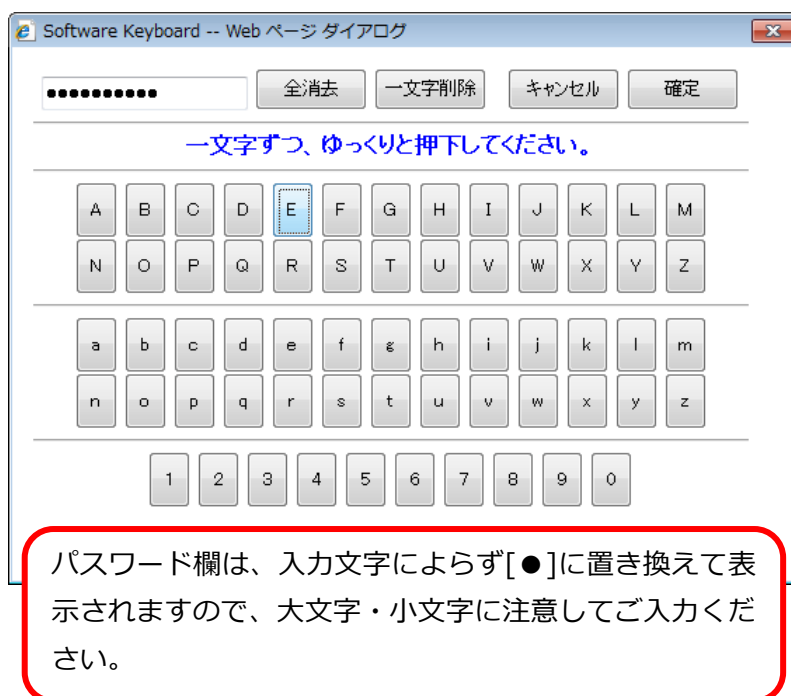 Software Keyboard -- Web ページ ダイアログ
●●●●●●●●●● 全消去 一文字削除 キャンセル 確定
一文字ずつ、ゆっくりと押下してください。
A B C D E F G H I J K L M
N O P Q R S T U V W X Y Z
a b c d e f g h i j k l m
n o p q r s t u v w x y z
1 2 3 4 5 6 7 8 9 0
パスワード欄は、入力文字によらず[●]に置き換えて表
示されますので、大文字・小文字に注意してご入力くだ
さい。